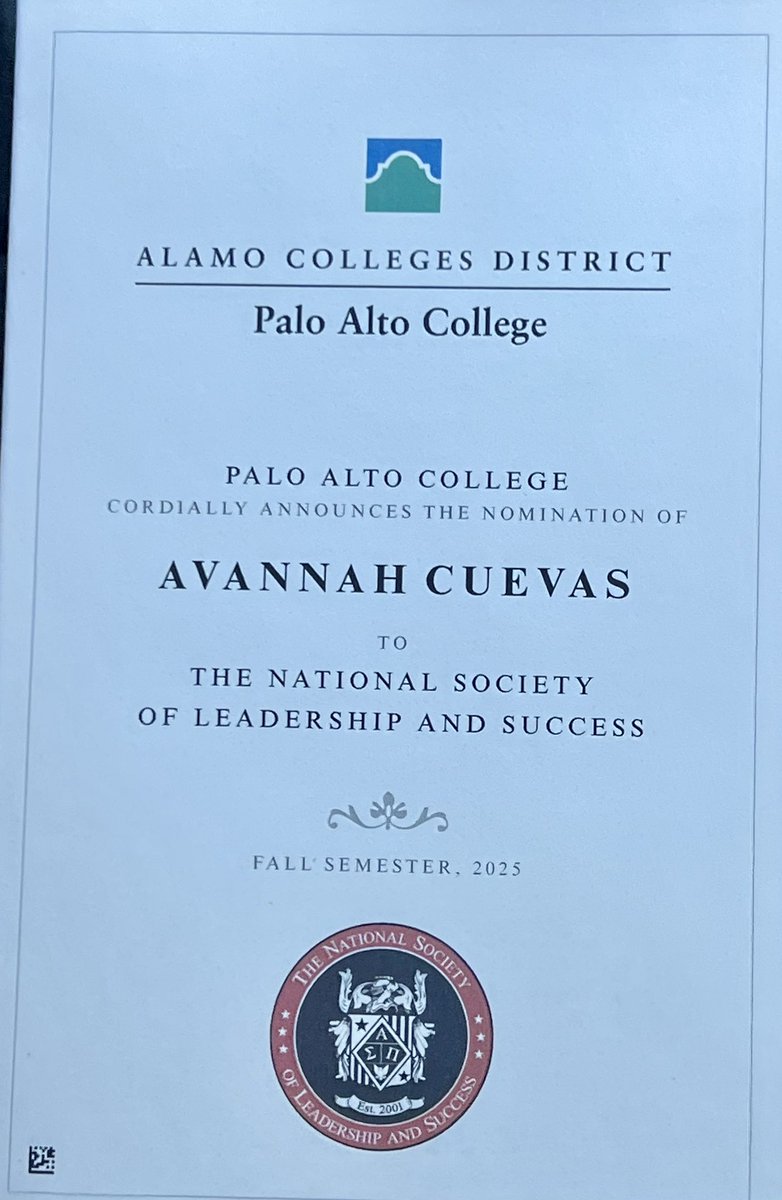 ALAMO COLLEGES DISTRICT
Palo Alto College
PALO ALTO COLLEGE
CORDIALLY ANNOUNCES THE NOMINATION OF
AVANNAH CUEVAS
TO
THE NATIONAL SOCIETY
OF LEADERSHIP AND SUCCESS
FALL SEMESTER, 2025
THE NATIONAL SOCIETY
Α
Σ Π
Est. 2001
OF LEADERSHIP AND SUCCESS